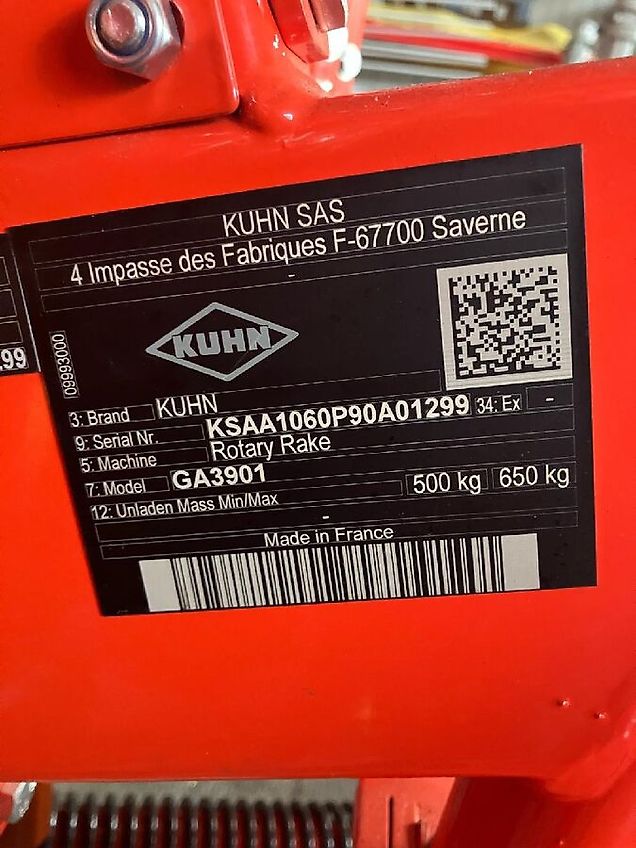 KUHN SAS
4 Impasse des Fabriques F-67700 Saverne
-
KUHN
09993000
.99
3: Brand KUHN
9: Serial Nr. KSAA1060P90A01299 34: Ex -
5: Machine Rotary Rake
7: Model GA3901
12: Unladen Mass Min/Max 500 kg 650 kg
-
Made in France